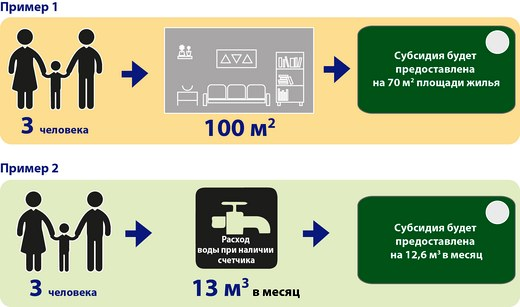 Пример 1
3 человека
100 м²
Субсидия будет
предоставлена
на 70 м² площади жилья
Пример 2
3 человека
Расход
воды при наличии
счетчика
13 м³ в месяц
Субсидия будет
предоставлена
на 12,6 м³ в месяц